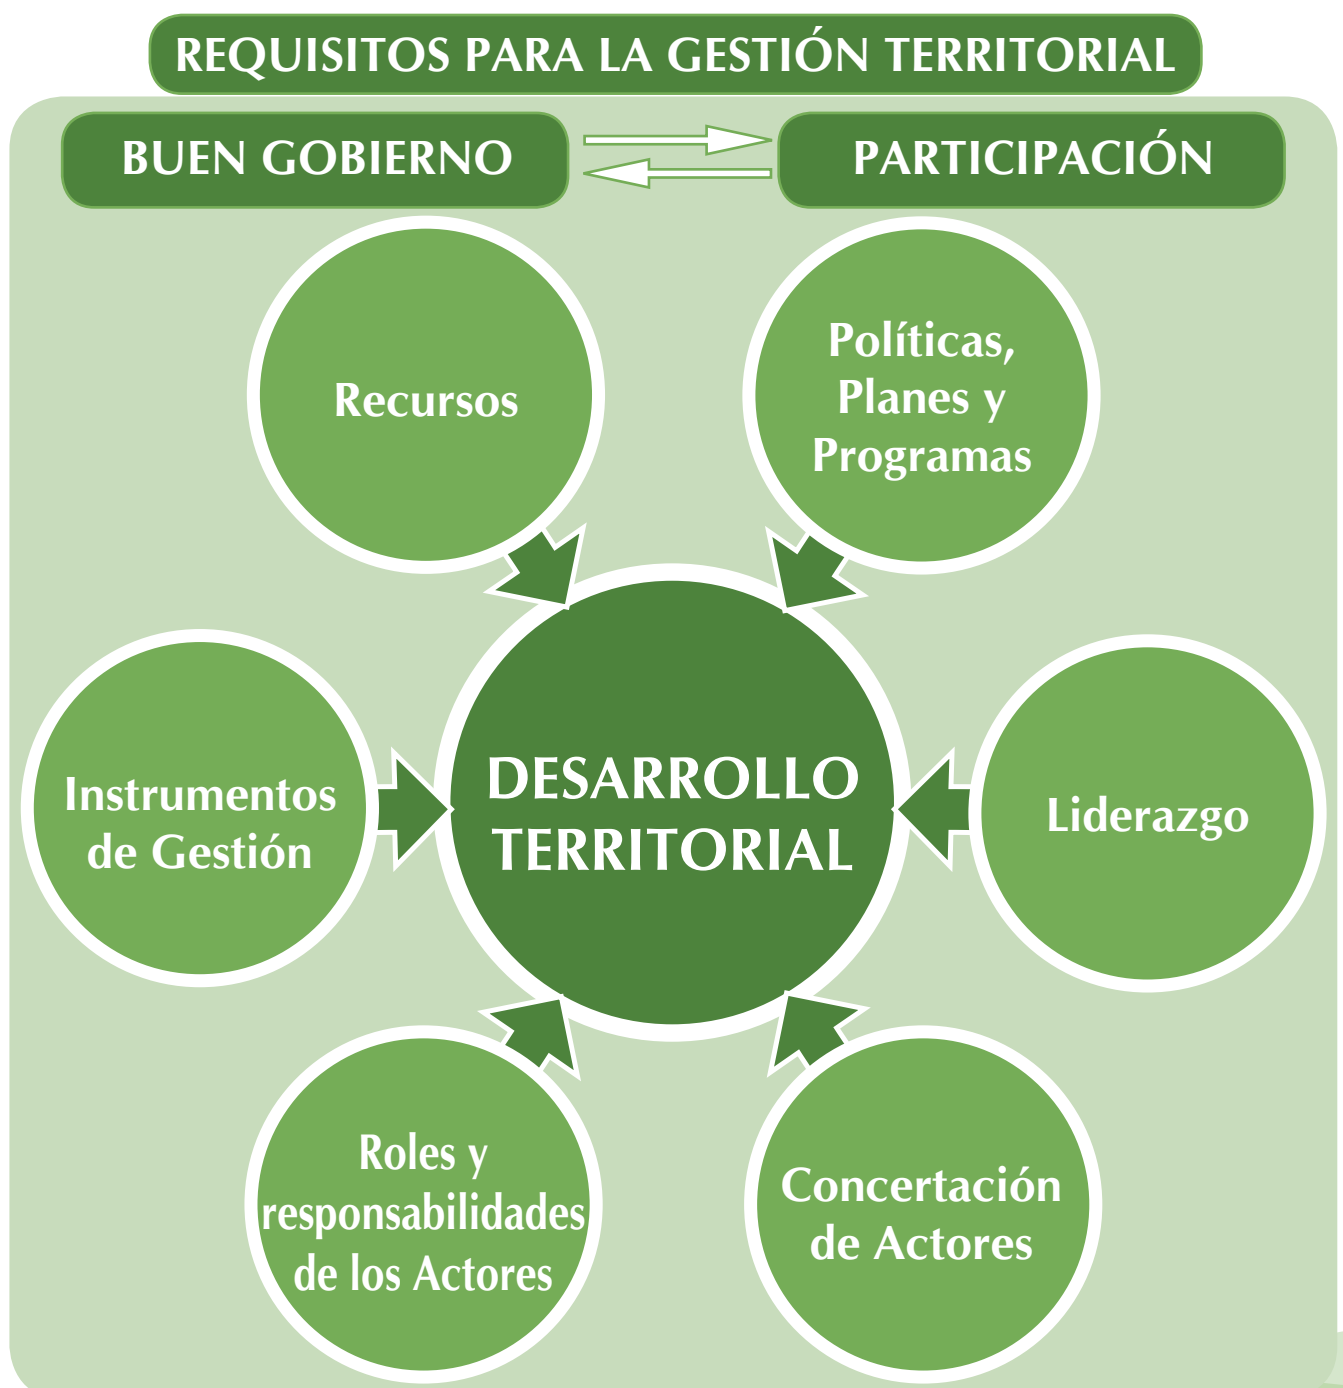 REQUISITOS PARA LA GESTIÓN TERRITORIAL
BUEN GOBIERNO
PARTICIPACIÓN
Recursos
Políticas,
Planes y
Programas
Instrumentos
de Gestión
DESARROLLO
TERRITORIAL
Liderazgo
Roles y
responsabilidades
de los Actores
Concertación
de Actores